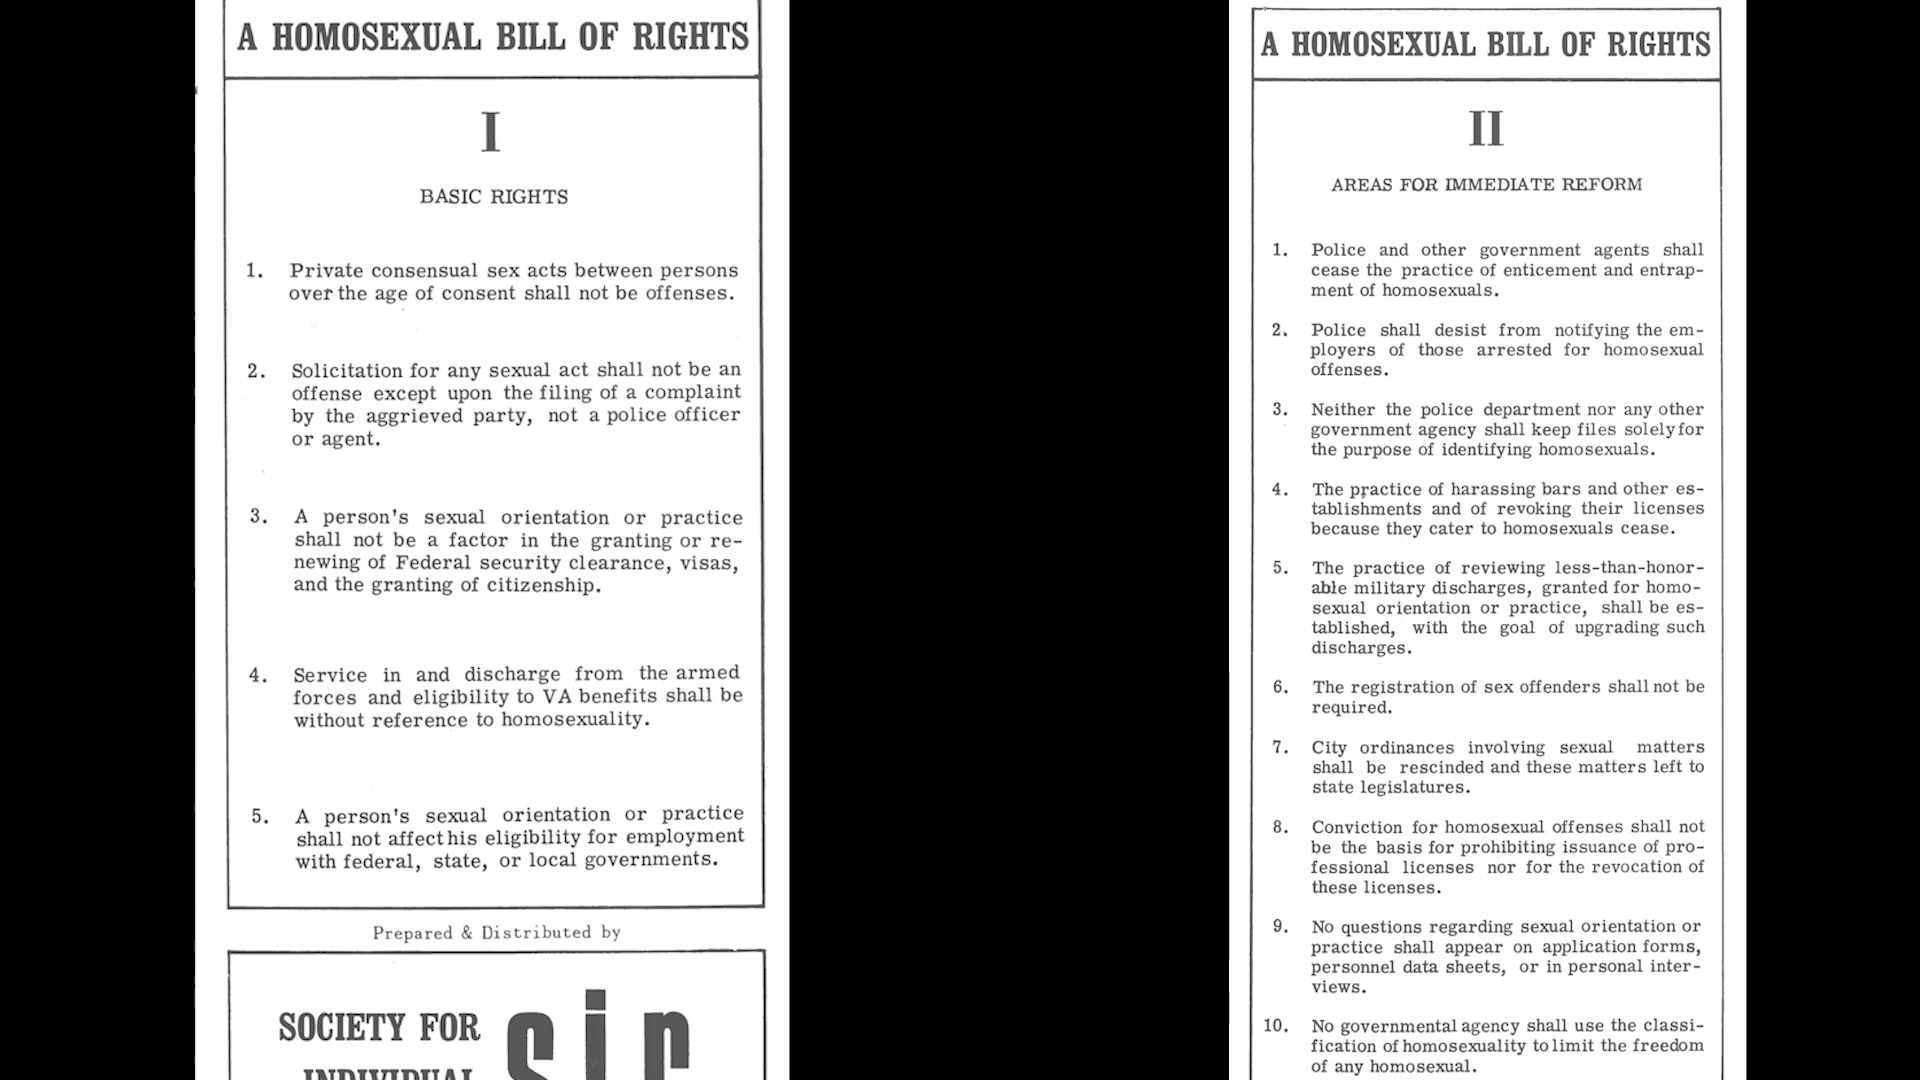 A HOMOSEXUAL BILL OF RIGHTS
I
BASIC RIGHTS
1. Private consensual sex acts between persons
over the age of consent shall not be offenses.
2. Solicitation for any sexual act shall not be an
offense except upon the filing of a complaint
by the aggrieved party, not a police officer
or agent.
3. A person's sexual orientation or practice
shall not be a factor in the granting or re-
newing of Federal security clearance, visas,
and the granting of citizenship.
4. Service in and discharge from the armed
forces and eligibility to VA benefits shall be
without reference to homosexuality.
5. A person's sexual orientation or practice
shall not affect his eligibility for employment
with federal, state, or local governments.
Prepared & Distributed by
SOCIETY FOR
INDIVIDUAL
sir
A HOMOSEXUAL BILL OF RIGHTS
II
AREAS FOR IMMEDIATE REFORM
1. Police and other government agents shall
cease the practice of enticement and entrap-
ment of homosexuals.
2. Police shall desist from notifying the em-
ployers of those arrested for homosexual
offenses.
3. Neither the police department nor any other
government agency shall keep files solely for
the purpose of identifying homosexuals.
4. The practice of harassing bars and other es-
tablishments and of revoking their licenses
because they cater to homosexuals cease.
5. The practice of reviewing less-than-honor-
able military discharges, granted for homo-
sexual orientation or practice, shall be es-
tablished, with the goal of upgrading such
discharges.
6. The registration of sex offenders shall not be
required.
7. City ordinances involving sexual matters
shall be rescinded and these matters left to
state legislatures.
8. Conviction for homosexual offenses shall not
be the basis for prohibiting issuance of pro-
fessional licenses nor for the revocation of
these licenses.
9. No questions regarding sexual orientation or
practice shall appear on application forms,
personnel data sheets, or in personal inter-
views.
10. No governmental agency shall use the classi-
fication of homosexuality to limit the freedom
of any homosexual.